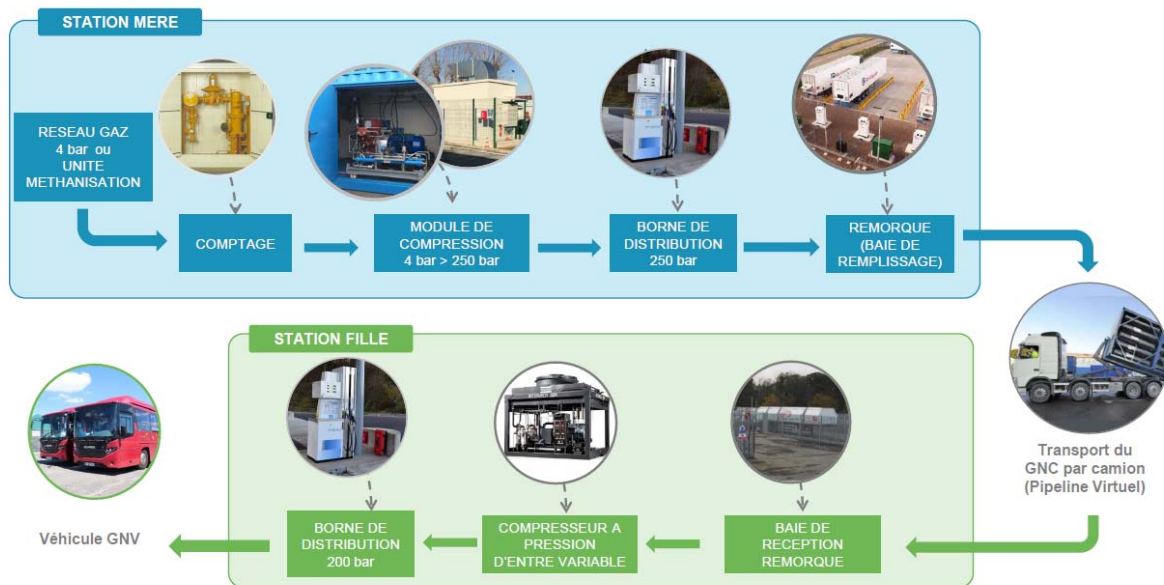 STATION MERE
RESEAU GAZ
4 bar ou
UNITE
METHANISATION
COMPTAGE
MODULE DE
COMPRESSION
4 bar > 250 bar
BORNE DE
DISTRIBUTION
250 bar
REMORQUE
(BAIE DE
REMPLISSAGE)
Transport du
GNC par camion
(Pipeline Virtuel)
STATION FILLE
BAIE DE
RECEPTION
REMORQUE
COMPRESSEUR A
PRESSION
D'ENTRE VARIABLE
BORNE DE
DISTRIBUTION
200 bar
Véhicule GNV